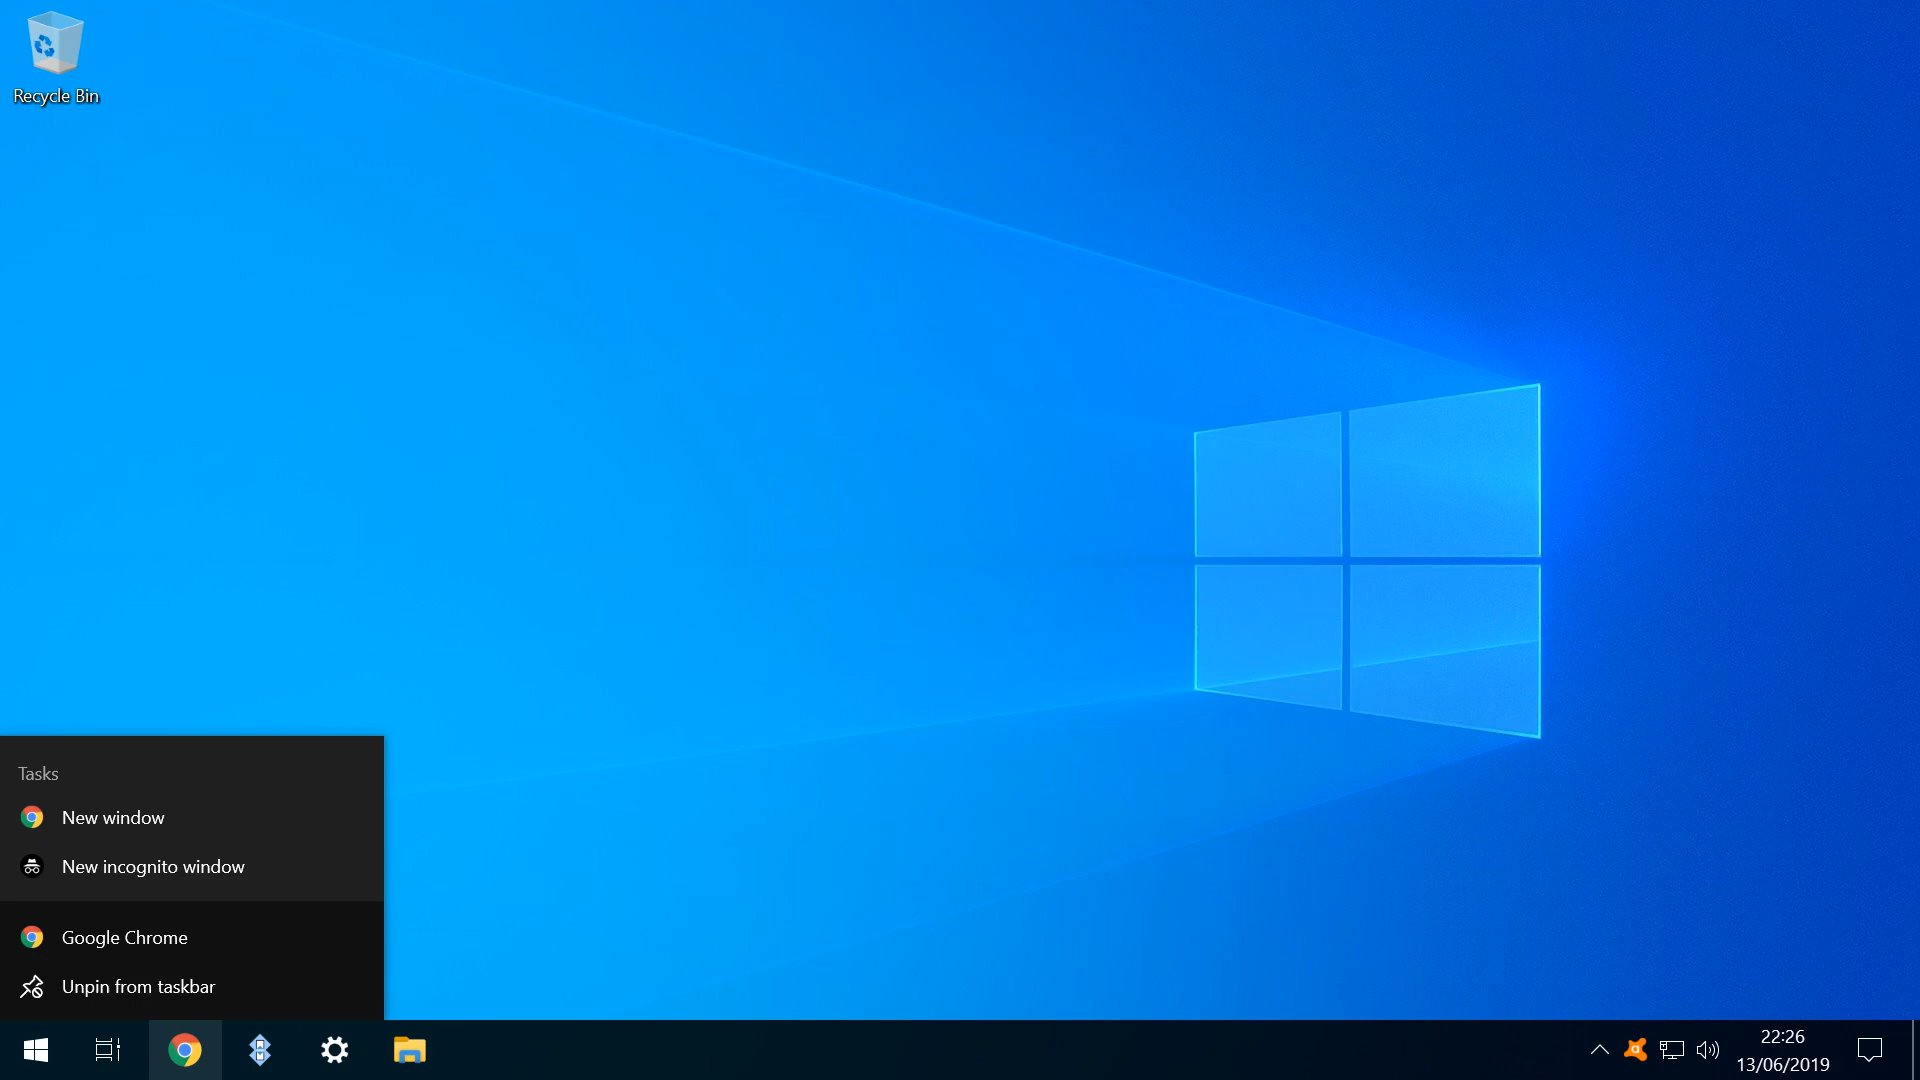 Recycle Bin
Tasks
New window
New incognito window
Google Chrome
Unpin from taskbar
22:26
13/06/2019